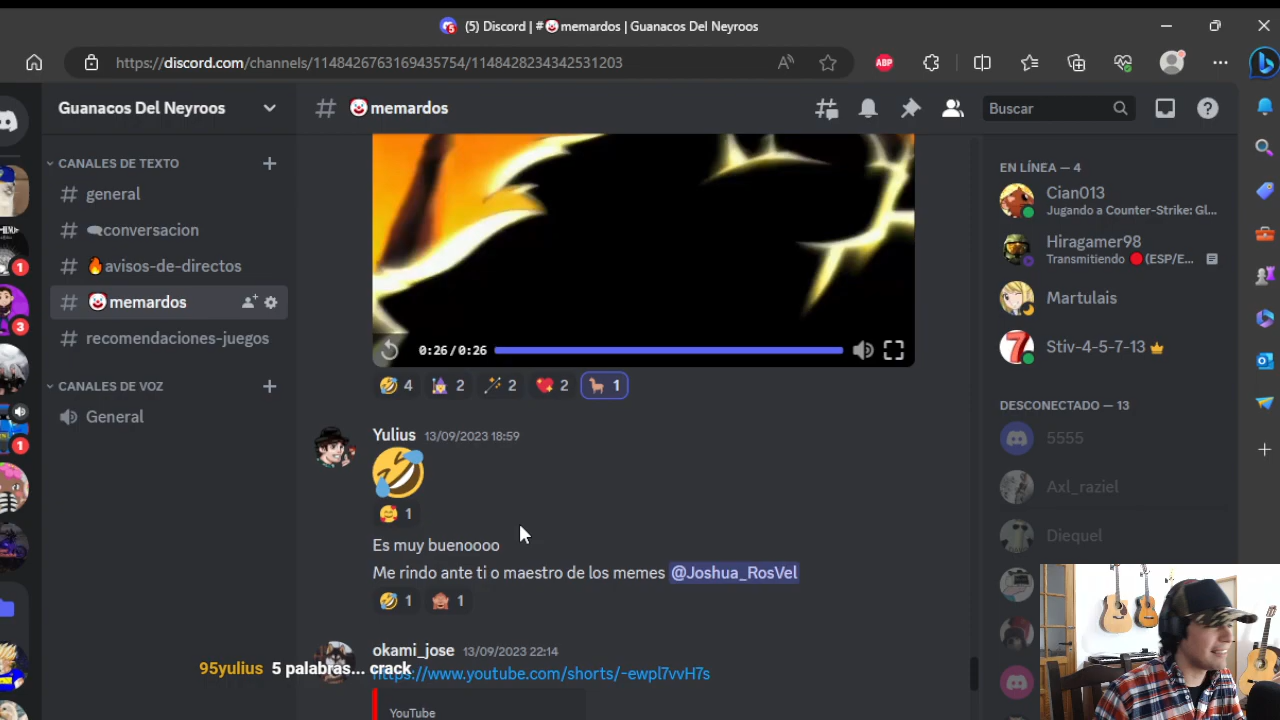 (5) Discord | #🤡memardos | Guanacos Del Neyroos
https://discord.com/channels/1148426763169435754/1148428234342531203
ABP
Guanacos Del Neyroos
🤡memardos
Buscar
CANALES DE TEXTO
general
🗨conversacion
🔥avisos-de-directos
🤡memardos
recomendaciones-juegos
CANALES DE VOZ
General
1
3
1
0:26/0:26
4
2
2
2
1
Yulius 13/09/2023 18:59
🤣
1
Es muy buenoooo
Me rindo ante ti o maestro de los memes @Joshua_RosVel
1
1
okami_jose 13/09/2023 22:14
95yulius 5 palabras... crack
https://www.youtube.com/shorts/-ewpl7vvH7s
YouTube
EN LÍNEA — 4
Cian013
Jugando a Counter-Strike: Gl...
Hiragamer98
Transmitiendo 🔴(ESP/E...
Martulais
Stiv-4-5-7-13
DESCONECTADO — 13
5555
Axl_raziel
Diequel